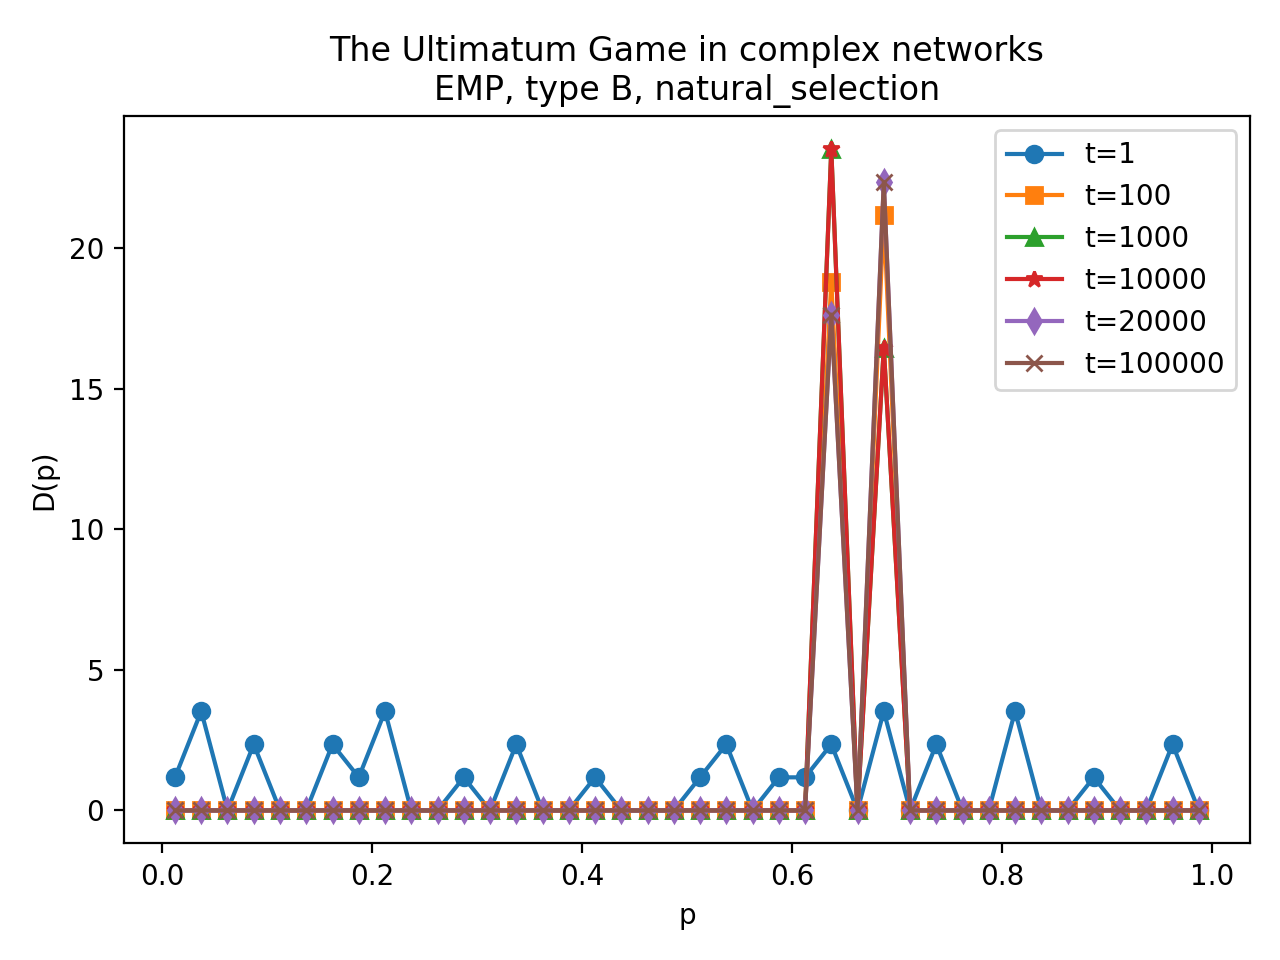 The Ultimatum Game in complex networks
EMP, type B, natural_selection
t=1
t=100
t=1000
t=10000
t=20000
t=100000
D(p)
20
15
10
5
0
0.0 0.2 0.4 0.6 0.8 1.0
p